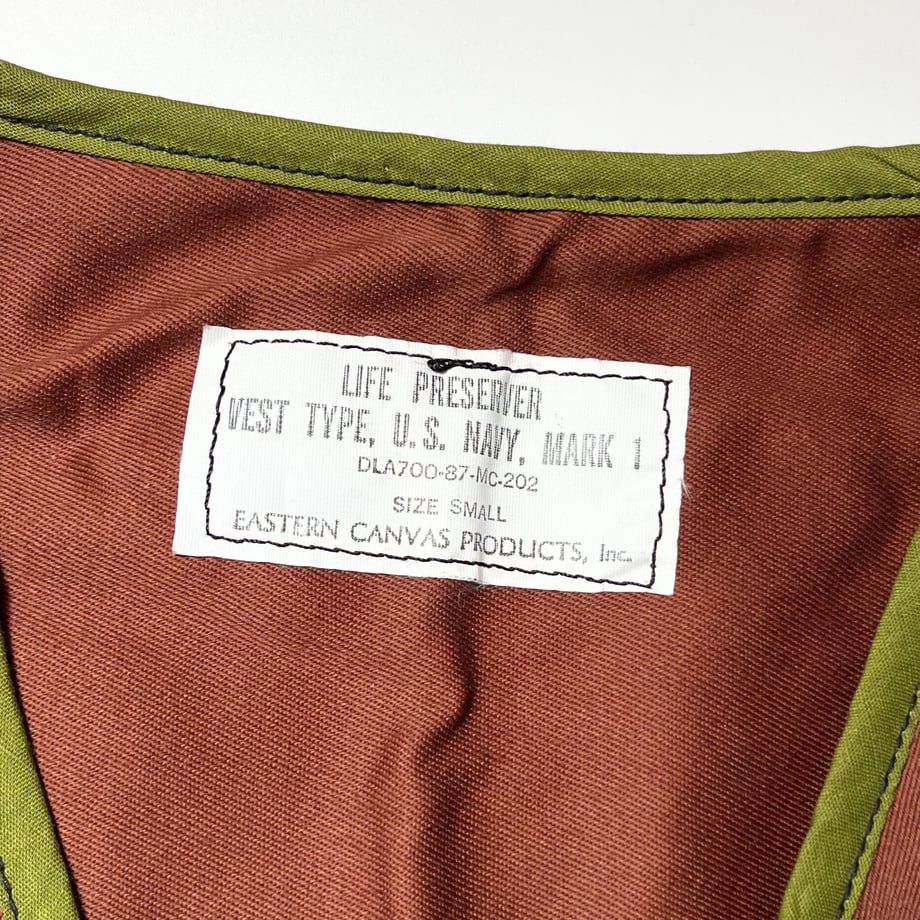 LIFE PRESERVER
VEST TYPE, U.S. NAVY, MARK 1
DLA700-87-MC-202
SIZE SMALL
EASTERN CANVAS PRODUCTS, Inc.